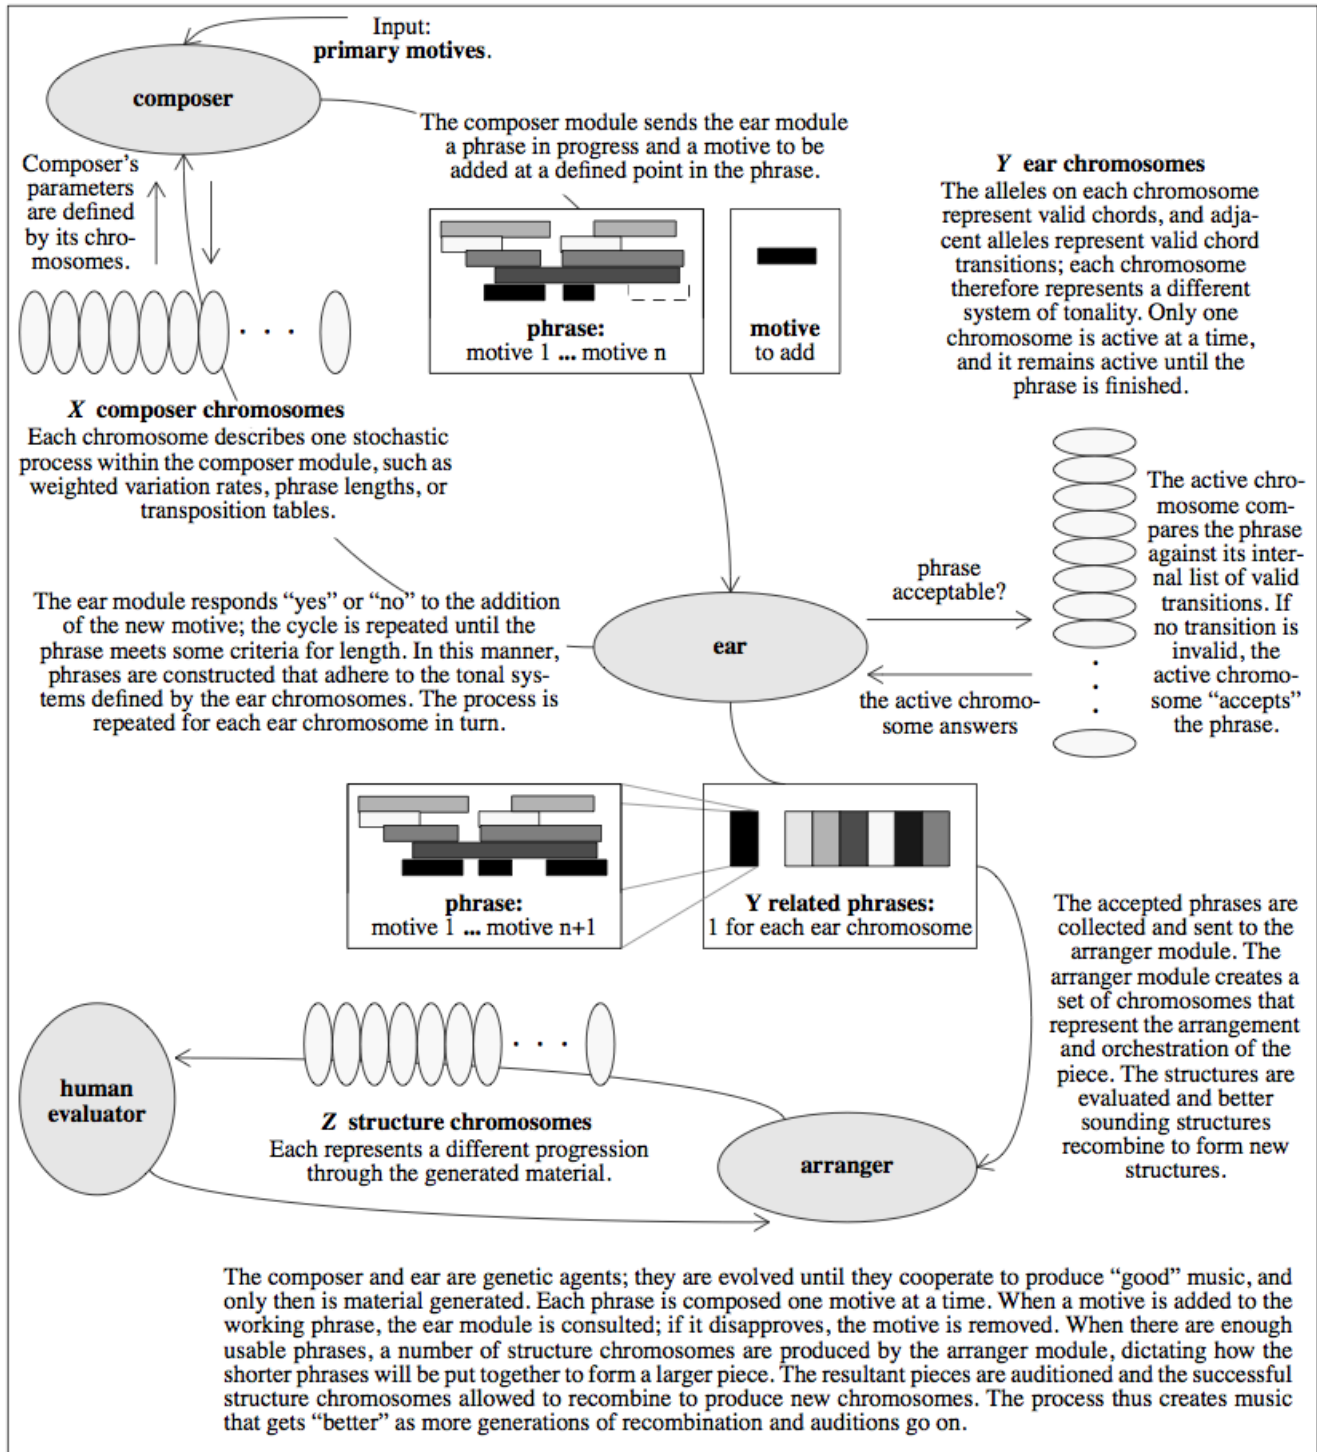 Input:
primary motives.
composer
The composer module sends the ear module
a phrase in progress and a motive to be
added at a defined point in the phrase.
Composer’s
parameters
are defined
by its chro-
mosomes.
phrase:
motive 1 ... motive n
motive
to add
Y ear chromosomes
The alleles on each chromosome
represent valid chords, and adja-
cent alleles represent valid chord
transitions; each chromosome
therefore represents a different
system of tonality. Only one
chromosome is active at a time,
and it remains active until the
phrase is finished.
. . .
X composer chromosomes
Each chromosome describes one stochastic
process within the composer module, such as
weighted variation rates, phrase lengths, or
transposition tables.
The active chro-
mosome com-
pares the phrase
against its inter-
nal list of valid
transitions. If
no transition is
invalid, the
active chromo-
some “accepts”
the phrase.
phrase
acceptable?
The ear module responds “yes” or “no” to the addition
of the new motive; the cycle is repeated until the
phrase meets some criteria for length. In this manner,
phrases are constructed that adhere to the tonal sys-
tems defined by the ear chromosomes. The process is
repeated for each ear chromosome in turn.
ear
the active chromo-
some answers
phrase:
motive 1 ... motive n+1
Y related phrases:
1 for each ear chromosome
The accepted phrases are
collected and sent to the
arranger module. The
arranger module creates a
set of chromosomes that
represent the arrangement
and orchestration of the
piece. The structures are
evaluated and better
sounding structures
recombine to form new
structures.
. . .
human
evaluator
Z structure chromosomes
Each represents a different progression
through the generated material.
arranger
The composer and ear are genetic agents; they are evolved until they cooperate to produce “good” music, and
only then is material generated. Each phrase is composed one motive at a time. When a motive is added to the
working phrase, the ear module is consulted; if it disapproves, the motive is removed. When there are enough
usable phrases, a number of structure chromosomes are produced by the arranger module, dictating how the
shorter phrases will be put together to form a larger piece. The resultant pieces are auditioned and the successful
structure chromosomes allowed to recombine to produce new chromosomes. The process thus creates music
that gets “better” as more generations of recombination and auditions go on.